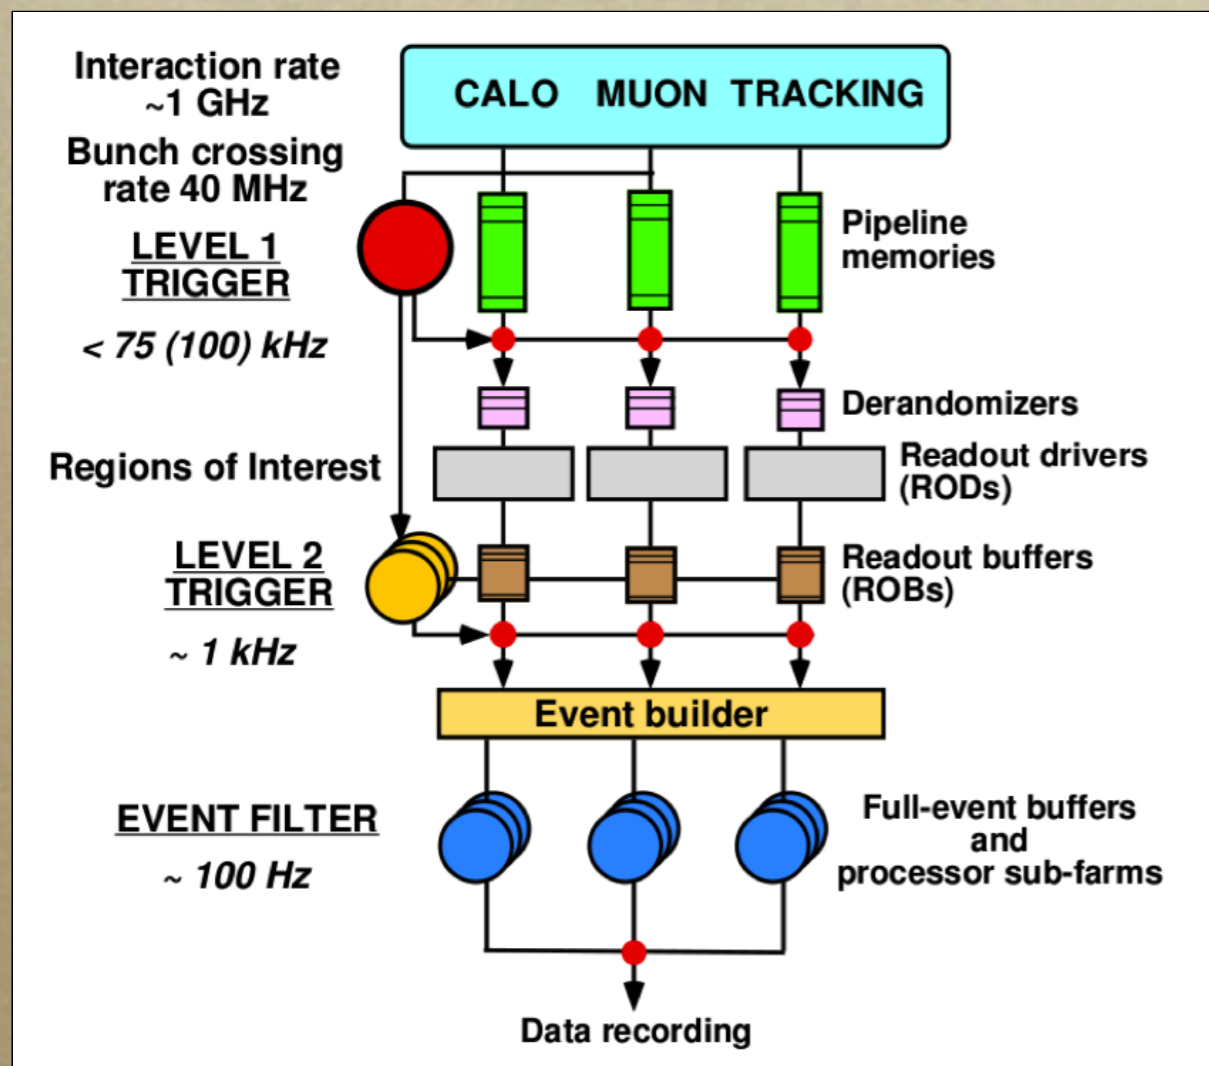 Interaction rate
~1 GHz
CALO MUON TRACKING
Bunch crossing
rate 40 MHz
LEVEL 1
TRIGGER
< 75 (100) kHz
Pipeline
memories
Derandomizers
Regions of Interest
Readout drivers
(RODs)
LEVEL 2
TRIGGER
~ 1 kHz
Readout buffers
(ROBs)
Event builder
EVENT FILTER
~ 100 Hz
Full-event buffers
and
processor sub-farms
Data recording